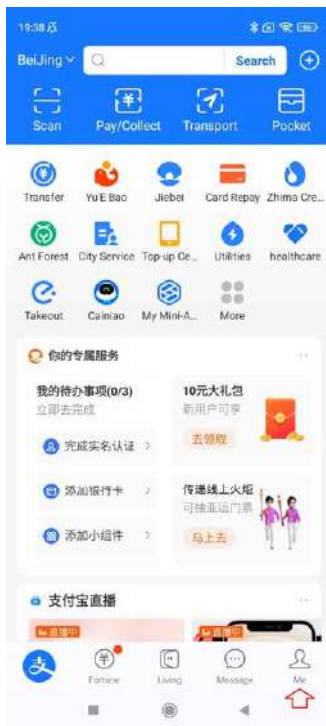 19:38
BeiJing
Search
Scan
Pay/Collect
Transport
Pocket
Transfer
Yu'E Bao
Jiebei
Card Repay
Zhima Cre...
Ant Forest
City Service
Top-up Ce...
Utilities
healthcare
Takeout
Cainiao
My Mini-A...
More
你的专属服务
我的待办事项(0/3)
立即去完成
完成实名认证
添加银行卡
添加小组件
10元大礼包
新用户可享
去领取
传递线上火炬
可抽亚运门票
马上去
支付宝直播
直播中
直播中
Fortune
Living
Message
Me